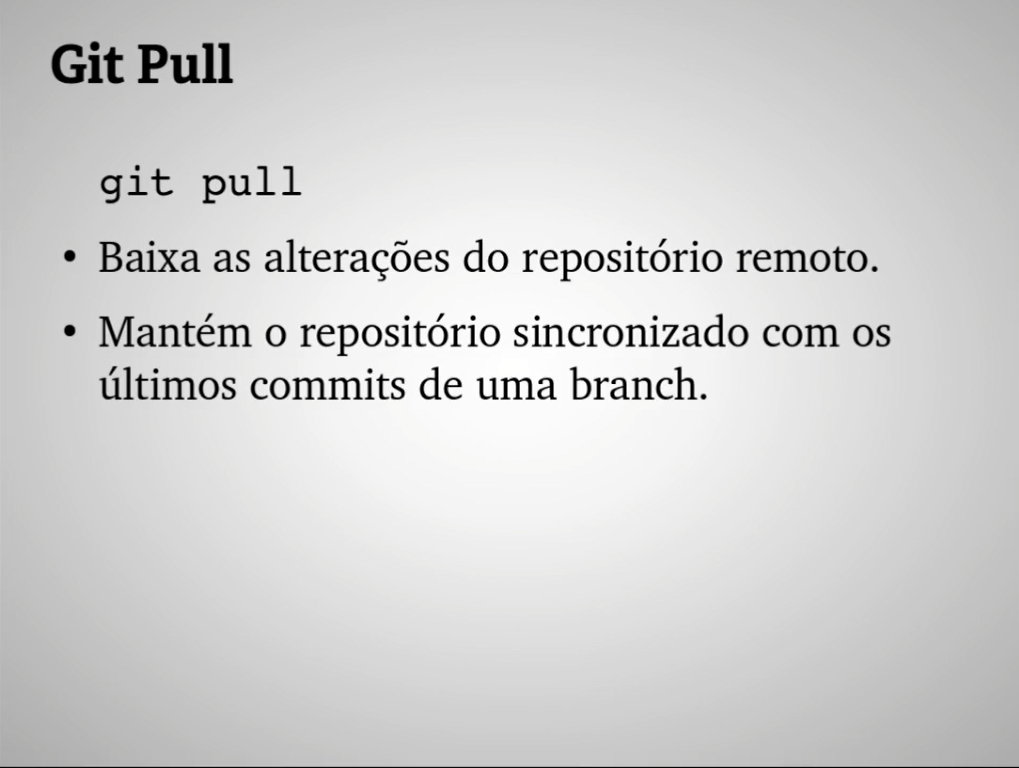 Git Pull
git pull
• Baixa as alterações do repositório remoto.
• Mantém o repositório sincronizado com os
últimos commits de uma branch.